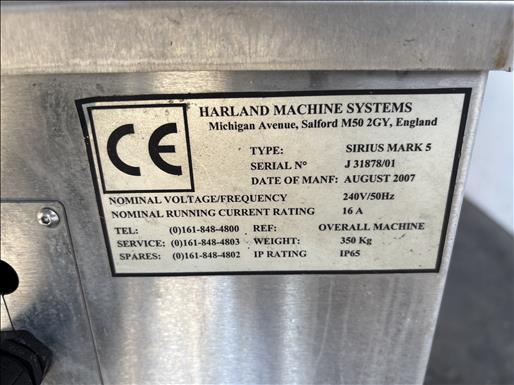 CE
HARLAND MACHINE SYSTEMS
Michigan Avenue, Salford M50 2GY, England
TYPE: SIRIUS MARK 5
SERIAL Nº J 31878/01
DATE OF MANF: AUGUST 2007
NOMINAL VOLTAGE/FREQUENCY 240V/50Hz
NOMINAL RUNNING CURRENT RATING 16 A
TEL: (0)161-848-4800 REF: OVERALL MACHINE
SERVICE: (0)161-848-4803 WEIGHT: 350 Kg
SPARES: (0)161-848-4802 IP RATING IP65